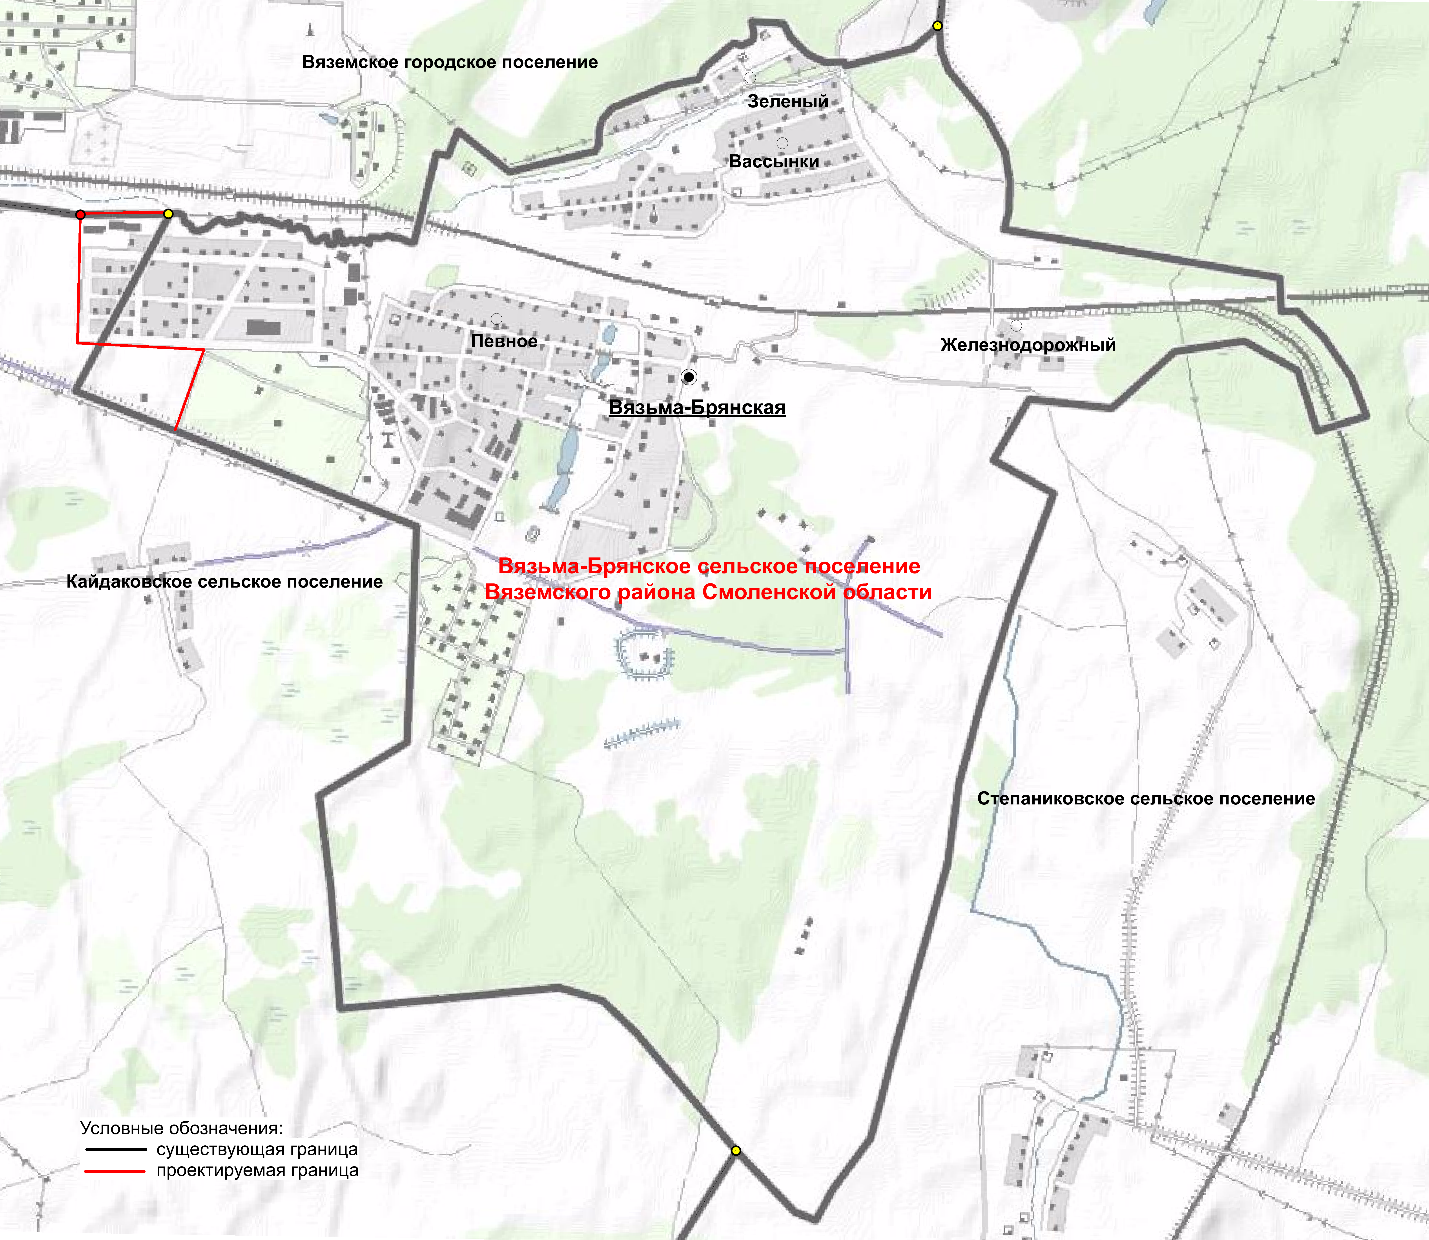 Вяземское городское поселение
Зеленый
Вассынки
Певное
Железнодорожный
Вязьма-Брянская
Вязьма-Брянское сельское поселение
Вяземского района Смоленской области
Кайдаковское сельское поселение
Степаниковское сельское поселение
Условные обозначения:
существующая граница
проектируемая граница